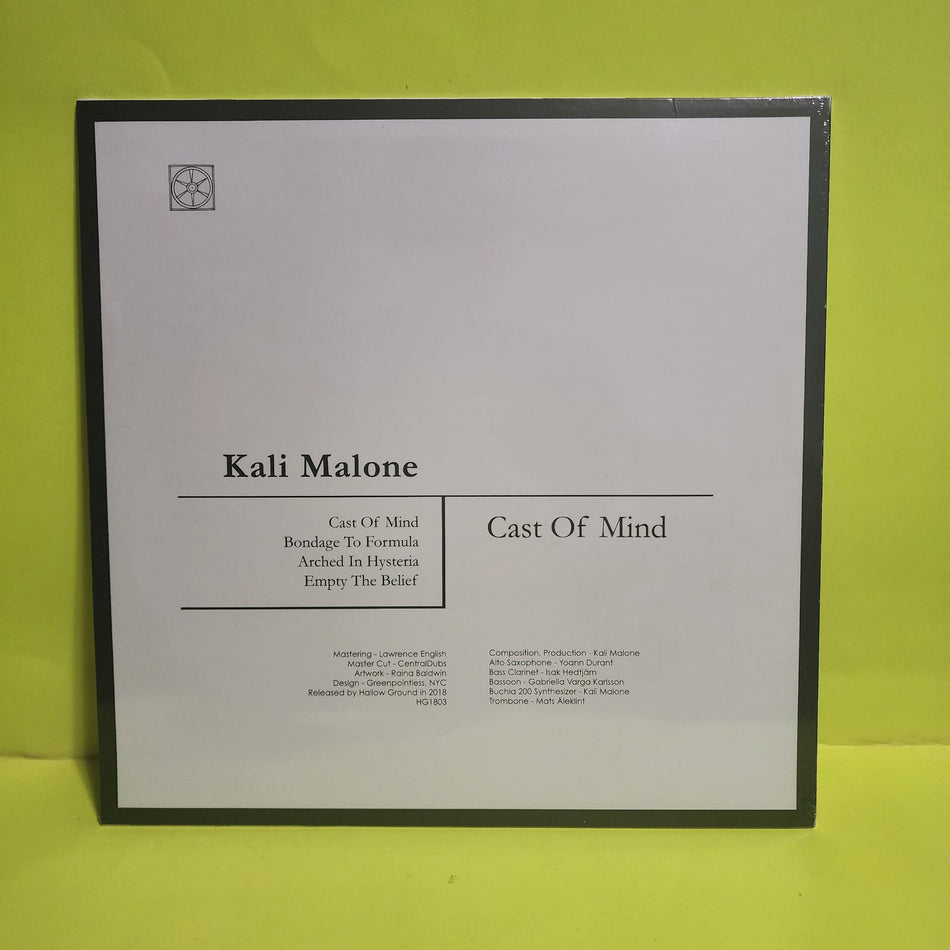 Kali Malone
Cast Of Mind
Bondage To Formula
Arched In Hysteria
Empty The Belief
Cast Of Mind
Mastering - Lawrence English
Master Cut - CentralDubs
Artwork - Raina Baldwin
Design - Greenpointless, NYC
Released by Hallow Ground in 2018
HG1803
Composition, Production - Kali Malone
Alto Saxophone - Yoann Durant
Bass Clarinet - Isak Hedtjärn
Bassoon - Gabriella Varga Karlsson
Buchla 200 Synthesizer - Kali Malone
Trombone - Mats Äleklint